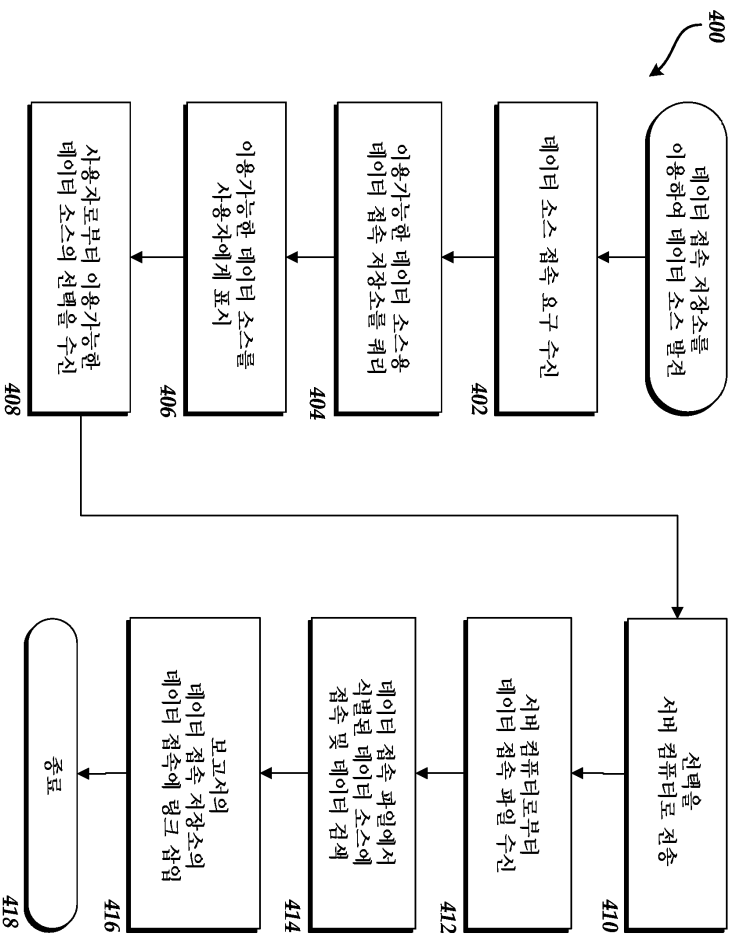 400
데이터 접속 저장소를
이용하여 데이터 소스 발견
데이터 소스 접속 요구 수신
402
이용가능한 데이터 소스용
데이터 접속 저장소를 쿼리
404
이용가능한 데이터 소스를
사용자에게 표시
406
사용자로부터 이용가능한
데이터 소스의 선택을 수신
408
선택을
서버 컴퓨터로 전송
410
서버 컴퓨터로부터
데이터 접속 파일 수신
412
데이터 접속 파일에서
식별된 데이터 소스에
접속 및 데이터 검색
414
보고서의
데이터 접속 저장소의
데이터 접속에 링크 삽입
416
종료
418